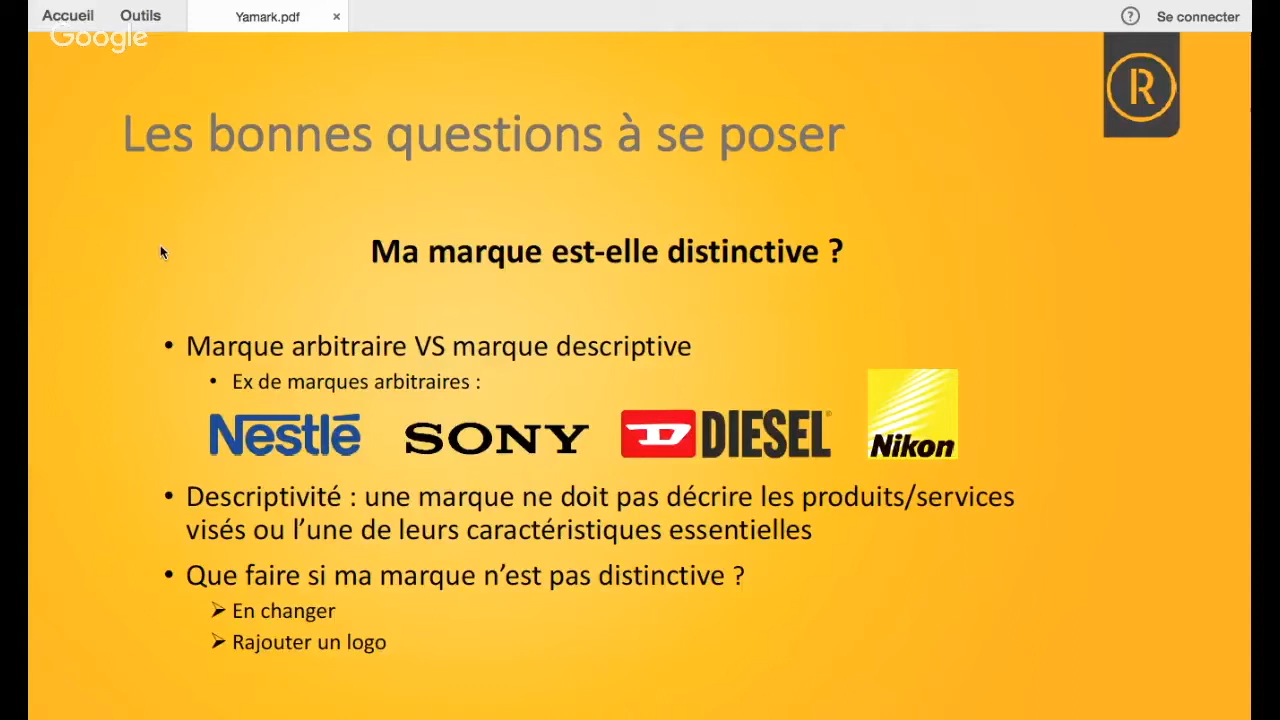 Accueil Outils Yamark.pdf × ? Se connecter
Google
R
Les bonnes questions à se poser
Ma marque est-elle distinctive ?
• Marque arbitraire VS marque descriptive
• Ex de marques arbitraires :
Nestlé SONY D DIESEL® Nikon
• Descriptivité : une marque ne doit pas décrire les produits/services
visés ou l’une de leurs caractéristiques essentielles
• Que faire si ma marque n’est pas distinctive ?
➢ En changer
➢ Rajouter un logo